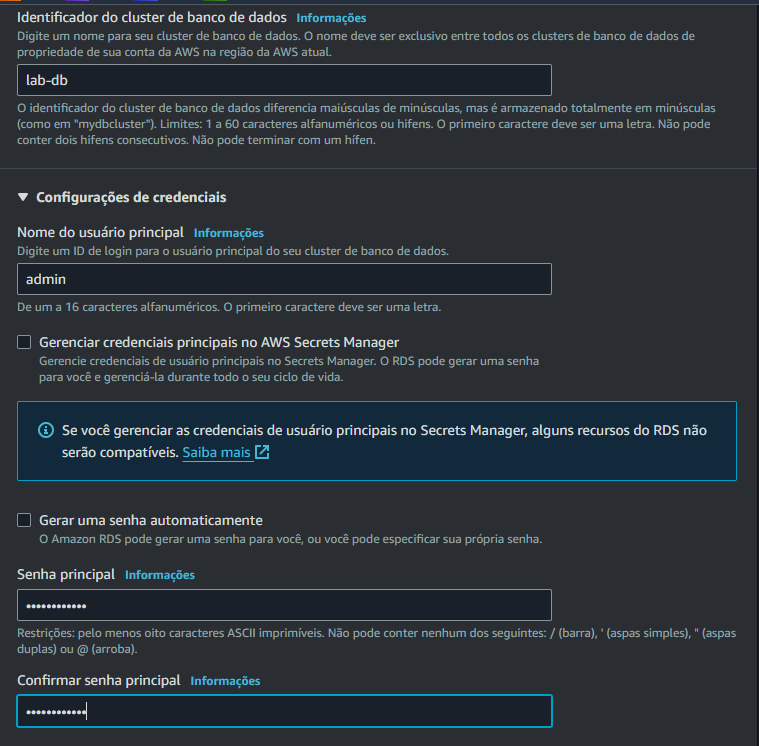 Identificador do cluster de banco de dados Informações
Digite um nome para seu cluster de banco de dados. O nome deve ser exclusivo entre todos os clusters de banco de dados de
propriedade de sua conta da AWS na região da AWS atual.
lab-db
O identificador do cluster de banco de dados diferencia maiúsculas de minúsculas, mas é armazenado totalmente em minúsculas
(como em "mydbcluster"). Limites: 1 a 60 caracteres alfanuméricos ou hifens. O primeiro caractere deve ser uma letra. Não pode
conter dois hifens consecutivos. Não pode terminar com um hífen.
Configurações de credenciais
Nome do usuário principal Informações
Digite um ID de login para o usuário principal do seu cluster de banco de dados.
admin
De um a 16 caracteres alfanuméricos. O primeiro caractere deve ser uma letra.
Gerenciar credenciais principais no AWS Secrets Manager
Gerencie credenciais de usuário principales no Secrets Manager. O RDS pode gerar uma senha
para você e gerenciá-la durante todo o seu ciclo de vida.
Se você gerenciar as credenciais de usuário principais no Secrets Manager, alguns recursos do RDS não
serão compatíveis. Saiba mais
Gerar uma senha automaticamente
O Amazon RDS pode gerar uma senha para você, ou você pode especificar sua própria senha.
Senha principal Informações
••••••••••••
Restrições: pelo menos oito caracteres ASCII imprimíveis. Não pode conter nenhum dos seguintes: / (barra), ' (aspas simples), " (aspas
duplas) ou @ (arroba).
Confirmar senha principal Informações
••••••••••••